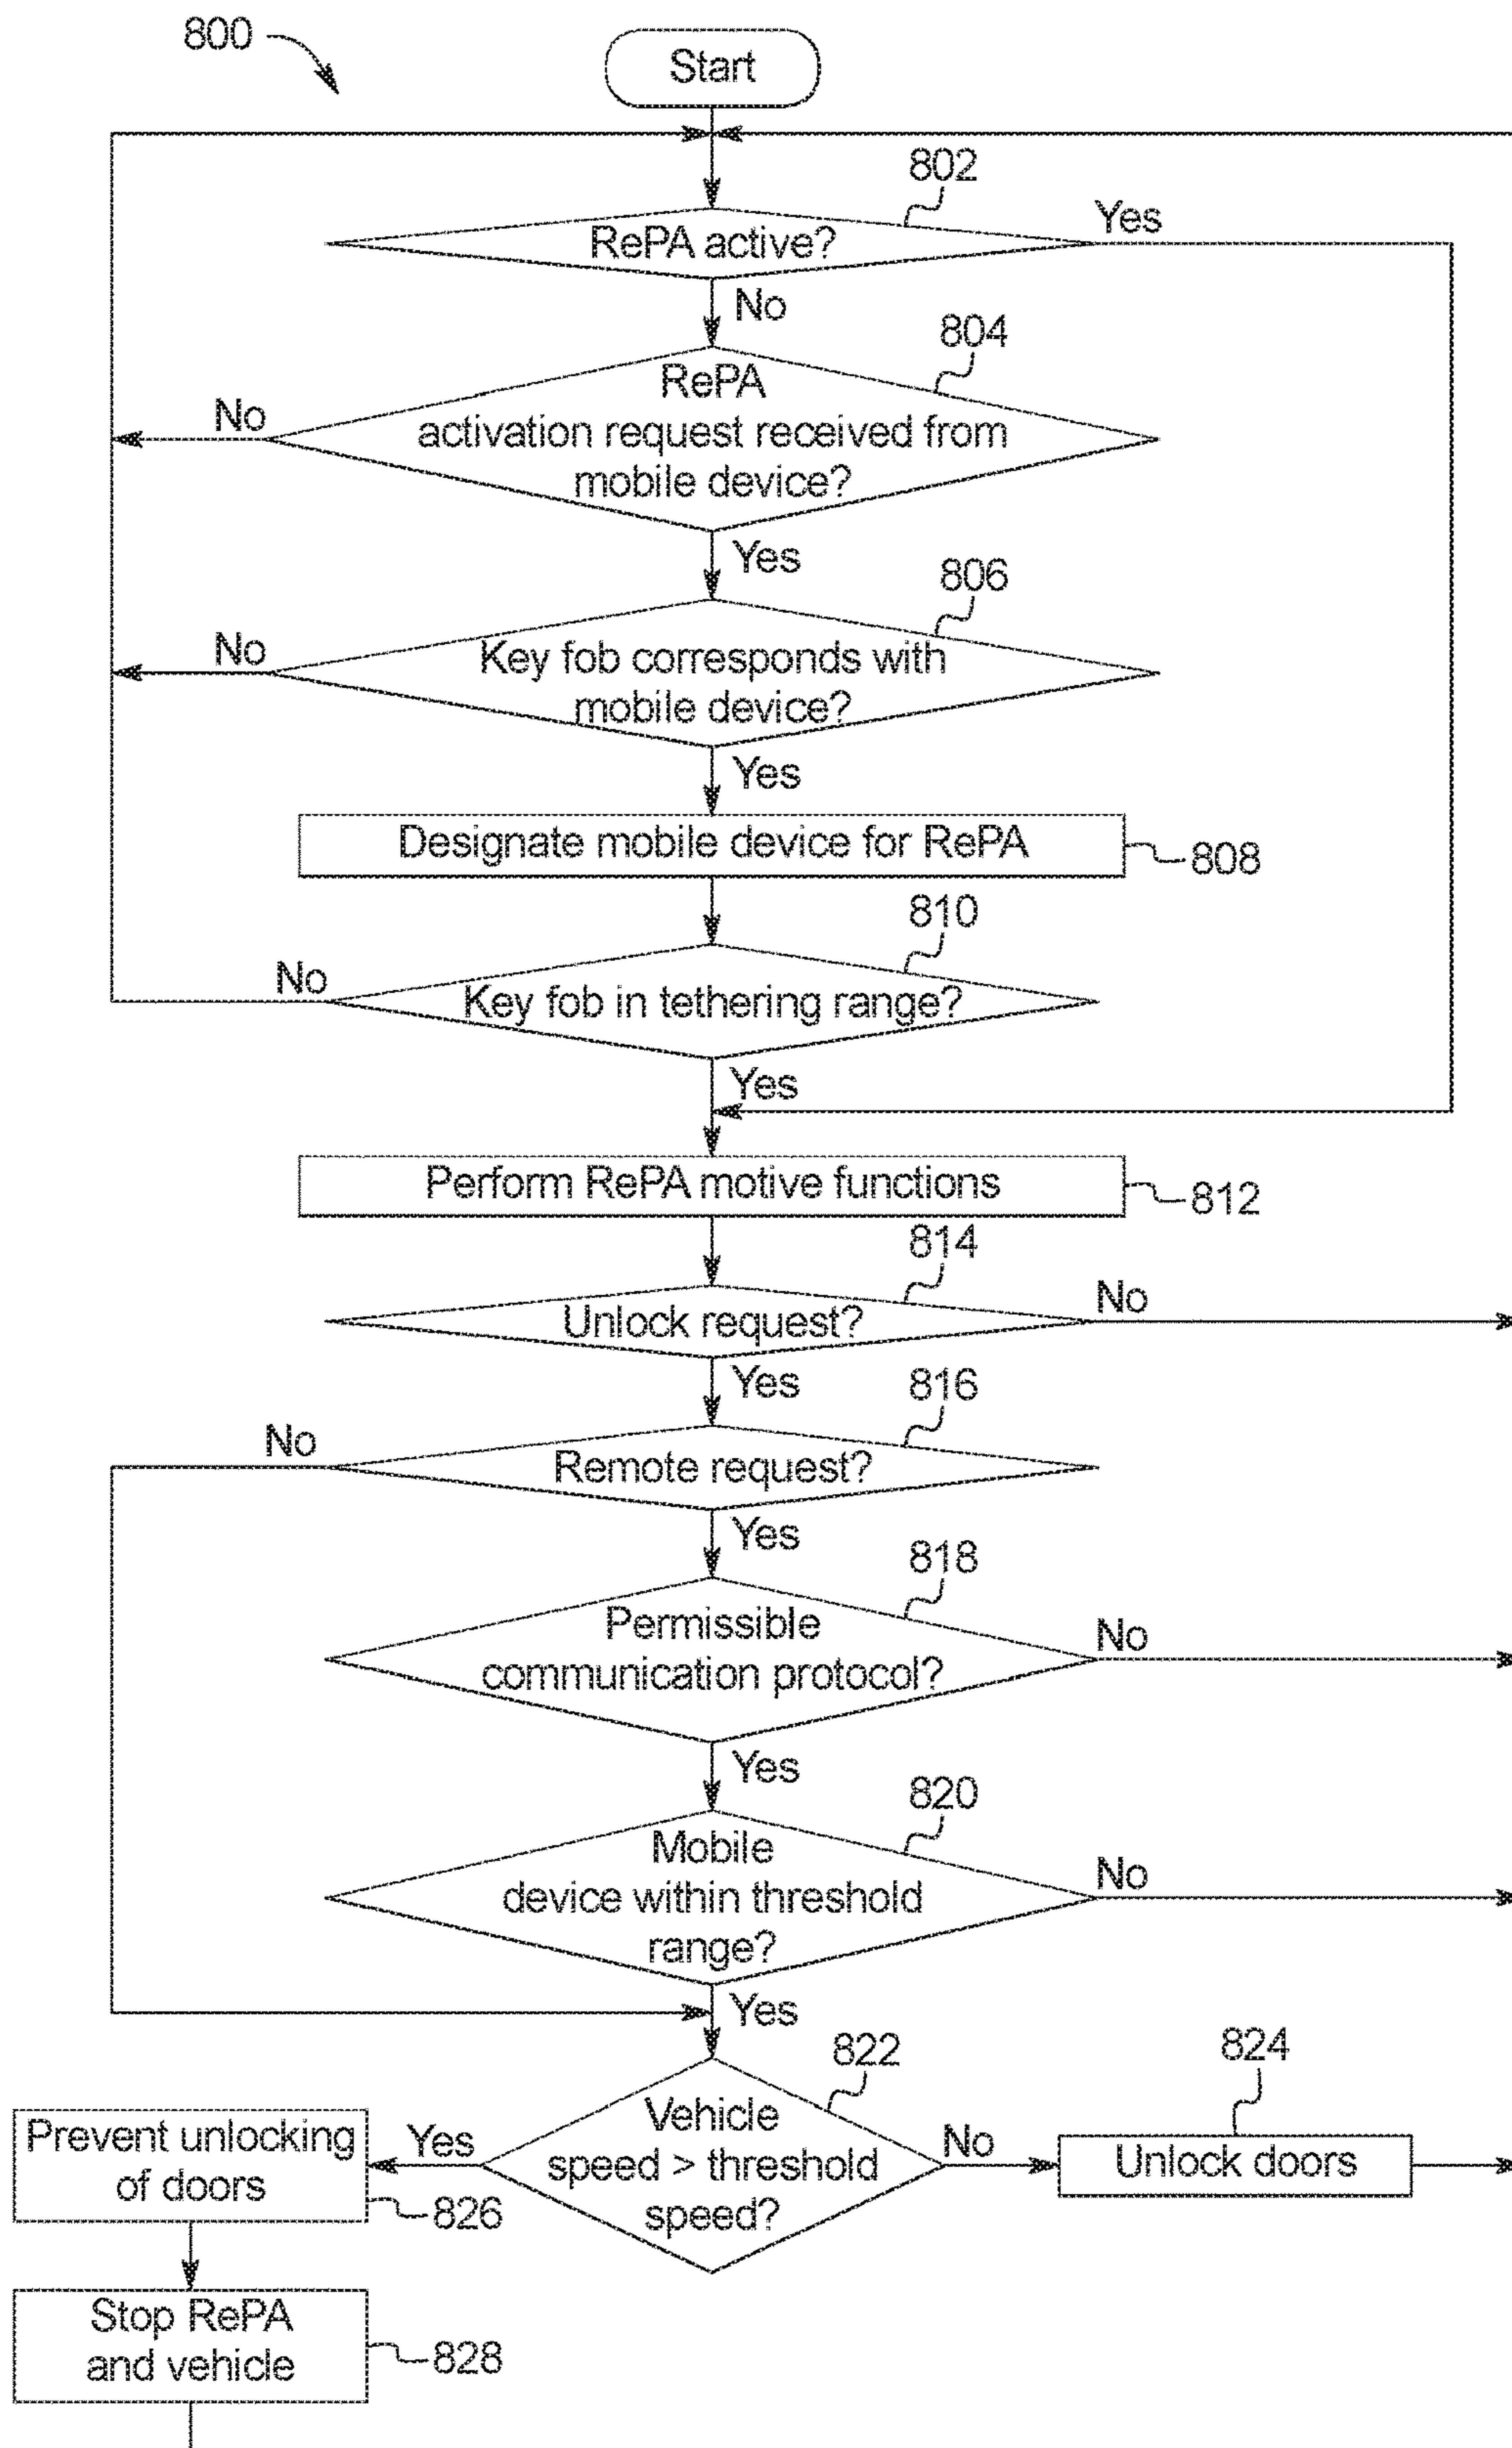 800
Start
802
RePA active?
Yes
No
804
RePA
activation request received from
mobile device?
No
Yes
806
Key fob corresponds with
mobile device?
No
Yes
Designate mobile device for RePA
808
810
Key fob in tethering range?
No
Yes
Perform RePA motive functions
812
814
Unlock request?
No
Yes
816
Remote request?
No
Yes
818
Permissible
communication protocol?
No
Yes
820
Mobile
device within threshold
range?
No
Yes
822
Vehicle
speed > threshold
speed?
Yes
No
824
Unlock doors
Prevent unlocking
of doors
826
Stop RePA
and vehicle
828